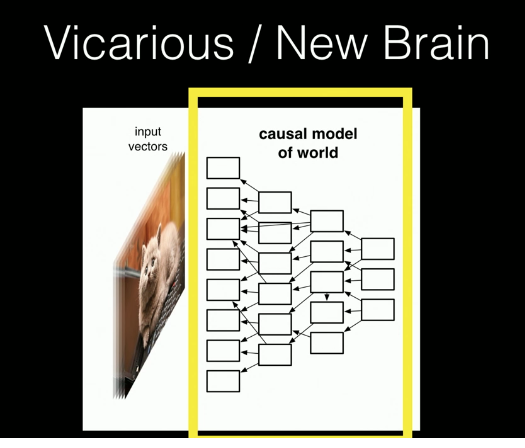 Vicarious / New Brain
input
vectors
causal model
of world